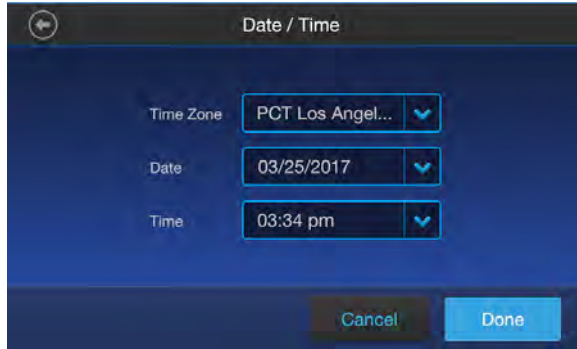 Date / Time
Time Zone PCT Los Angel...
Date 03/25/2017
Time 03:34 pm
Cancel Done